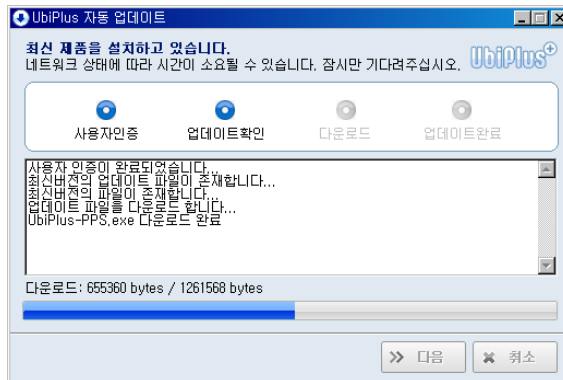 UbiPlus 자동 업데이트
최신 제품을 설치하고 있습니다.
네트워크 상태에 따라 시간이 소요될 수 있습니다. 잠시만 기다려주십시오.
UbiPlus+
사용자인증 업데이트확인 다운로드 업데이트완료
사용자 인증이 완료되었습니다...
최신버전의 업데이트 파일이 존재합니다...
최신버전의 파일이 존재합니다...
업데이트 파일을 다운로드 합니다...
UbiPlus-PPS.exe 다운로드 완료
다운로드: 655360 bytes / 1261568 bytes
다음 취소